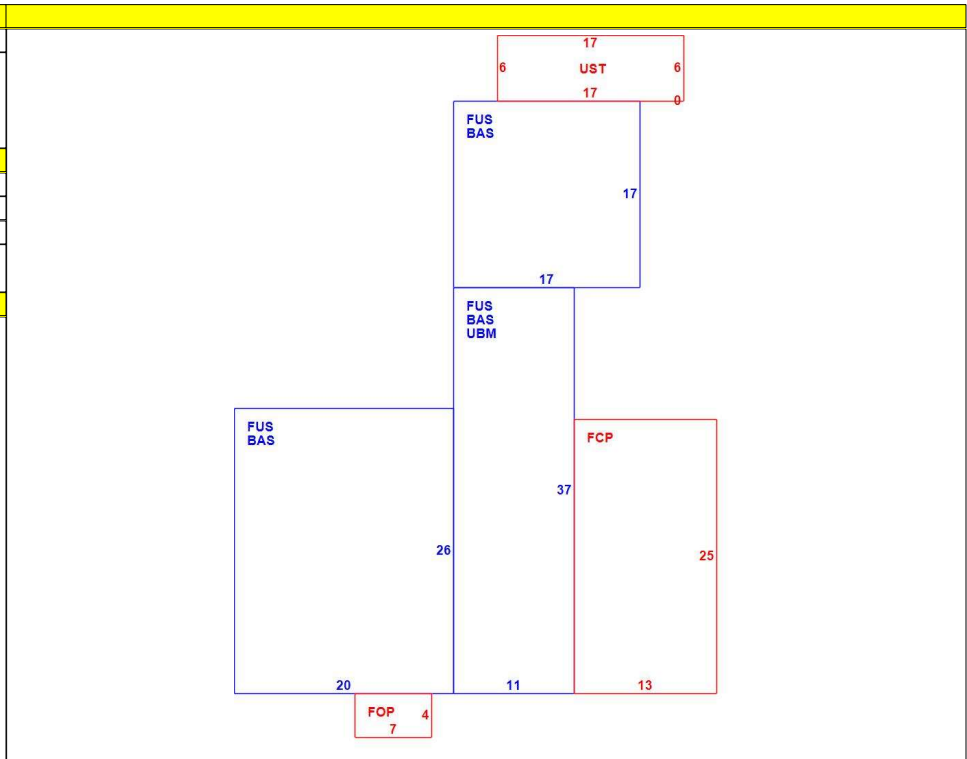 17
6 UST 6
17 0
FUS
BAS
17
17
FUS
BAS
UBM
FUS
BAS
FCP
37
26
25
20 11 13
FOP 4
7